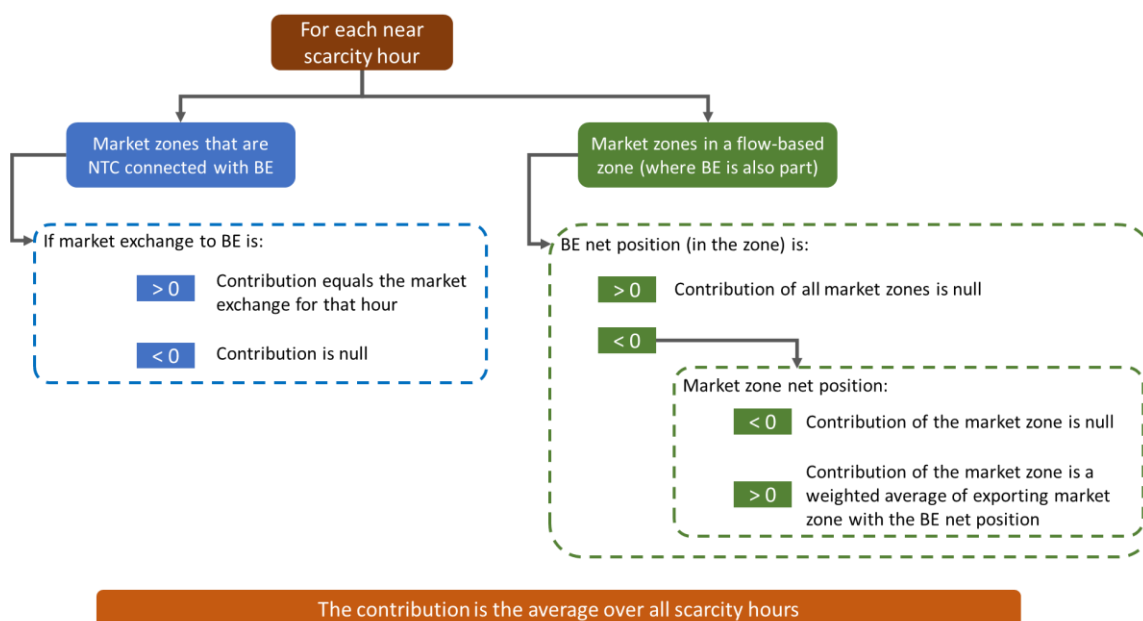 For each near
scarcity hour
Market zones that are
NTC connected with BE
Market zones in a flow-based
zone (where BE is also part)
If market exchange to BE is:
> 0
Contribution equals the market
exchange for that hour
< 0
Contribution is null
BE net position (in the zone) is:
> 0
Contribution of all market zones is null
< 0
Market zone net position:
< 0
Contribution of the market zone is null
> 0
Contribution of the market zone is a
weighted average of exporting market
zone with the BE net position
The contribution is the average over all scarcity hours